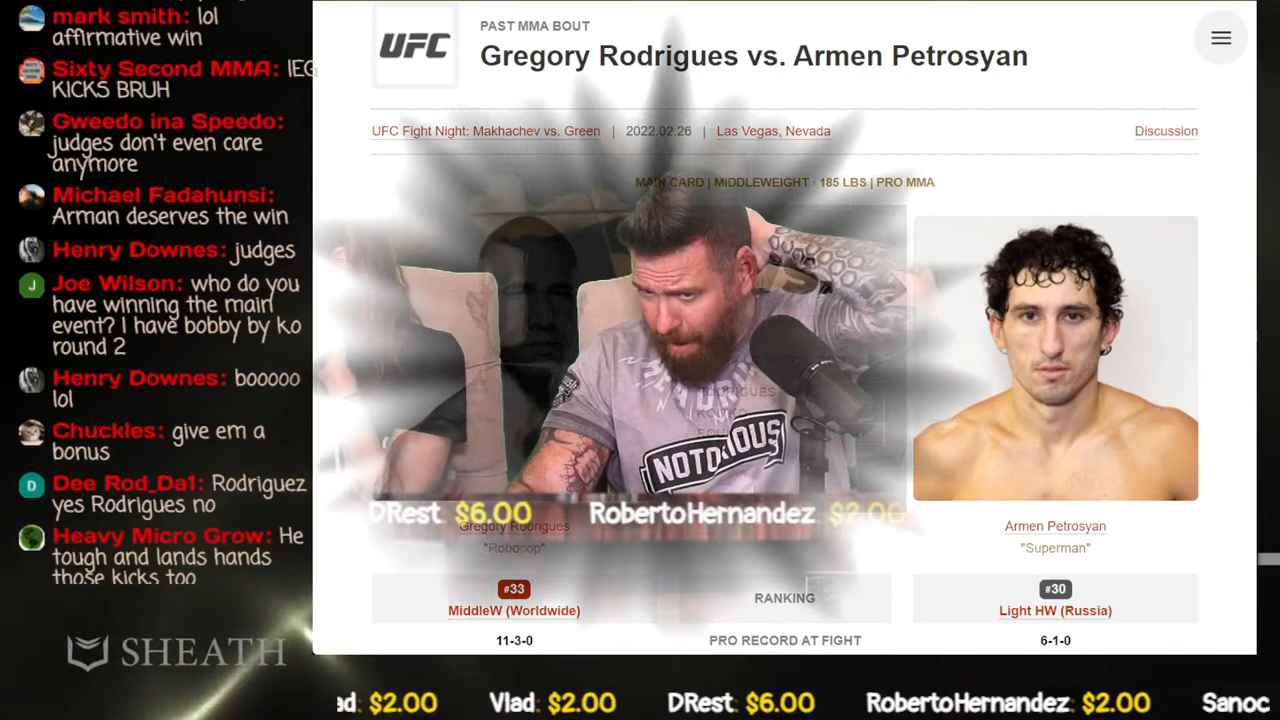 mark smith: lol
affirmative win
Sixty Second MMA: lEG
KICKS BRUH
Gweedo ina Speedo:
judges don't even care
anymore
Michael Fadahunsi:
Arman deserves the win
Henry Downes: judges
J
Joe Wilson: who do you
have winning the main
event? I have bobby by k.o
round 2
Henry Downes: booooo
lol
Chuckles: give em a
bonus
D
Dee Rod_Da1: Rodriguez
yes Rodrigues no
Heavy Micro Grow: He
tough and lands hands
those kicks too
SHEATH
UFC
PAST MMA BOUT
Gregory Rodrigues vs. Armen Petrosyan
UFC Fight Night: Makhachev vs. Green | 2022.02.26 | Las Vegas, Nevada
Discussion
MAIN CARD | MIDDLEWEIGHT · 185 LBS | PRO MMA
RODRIGUES
NOTORIOUS
DRest: $6.00 RobertoHernandez: $2.00
Gregory Rodrigues
"Robocop"
Armen Petrosyan
"Superman"
#33
MiddleW (Worldwide)
RANKING
#30
Light HW (Russia)
11-3-0
PRO RECORD AT FIGHT
6-1-0
ad: $2.00 Vlad: $2.00 DRest: $6.00 RobertoHernandez: $2.00 Sanoc